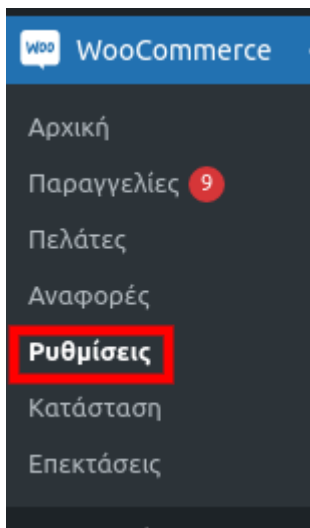 Woo WooCommerce
Αρχική
Παραγγελίες 9
Πελάτες
Αναφορές
Ρυθμίσεις
Κατάσταση
Επεκτάσεις